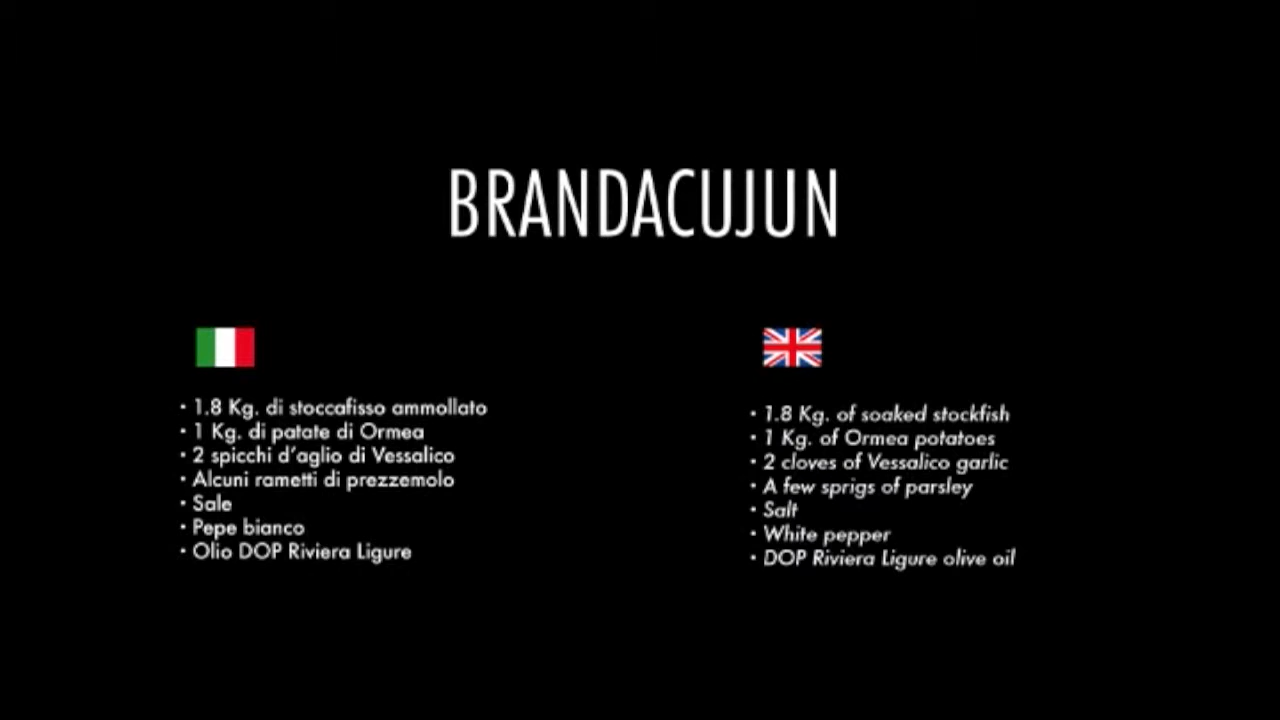 BRANDACUJUN
• 1.8 Kg. di stoccafisso ammollato
• 1 Kg. di patate di Ormea
• 2 spicchi d'aglio di Vessalico
• Alcuni rametti di prezzemolo
• Sale
• Pepe bianco
• Olio DOP Riviera Ligure
• 1.8 Kg. of soaked stockfish
• 1 Kg. of Ormea potatoes
• 2 cloves of Vessalico garlic
• A few sprigs of parsley
• Salt
• White pepper
• DOP Riviera Ligure olive oil